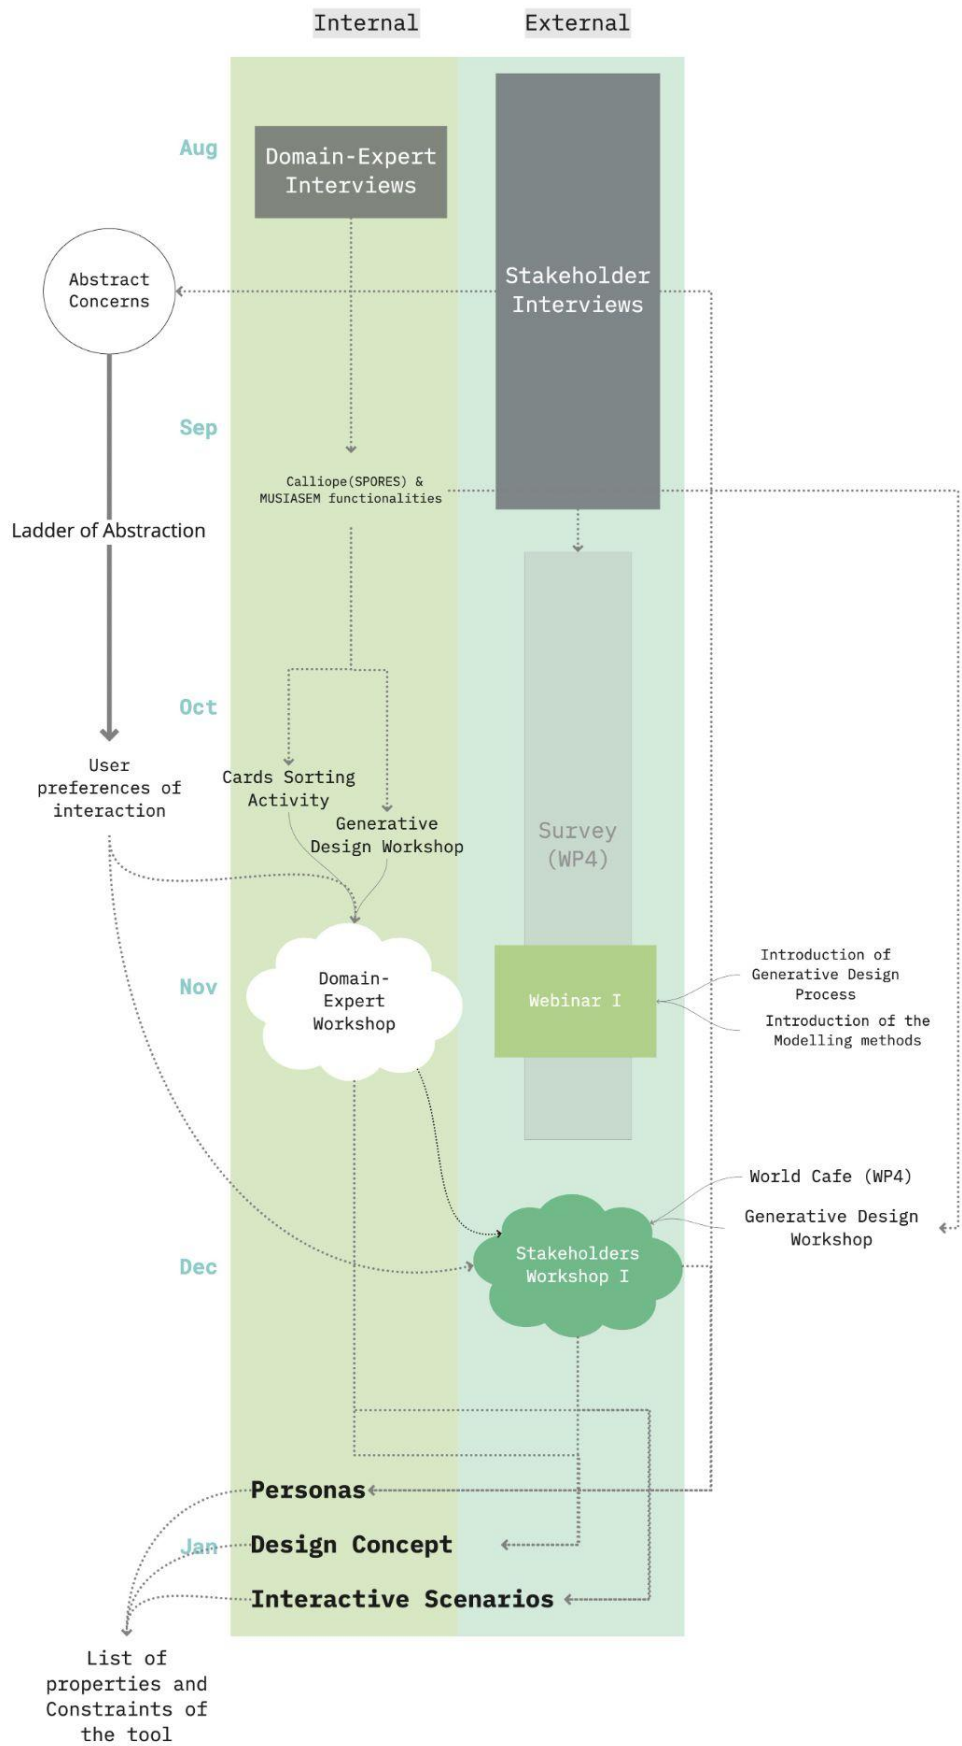 Internal
External
Aug
Domain-Expert
Interviews
Stakeholder
Interviews
Abstract
Concerns
Sep
Calliope(SPORES) &
MUSIASEM functionalities
Ladder of Abstraction
Oct
User
preferences of
interaction
Cards Sorting
Activity
Generative
Design Workshop
Survey
(WP4)
Nov
Domain-
Expert
Workshop
Webinar I
Introduction of
Generative Design
Process
Introduction of the
Modelling methods
World Cafe (WP4)
Generative Design
Workshop
Dec
Stakeholders
Workshop I
Personas
Jan
Design Concept
Interactive Scenarios
List of
properties and
Constraints of
the tool